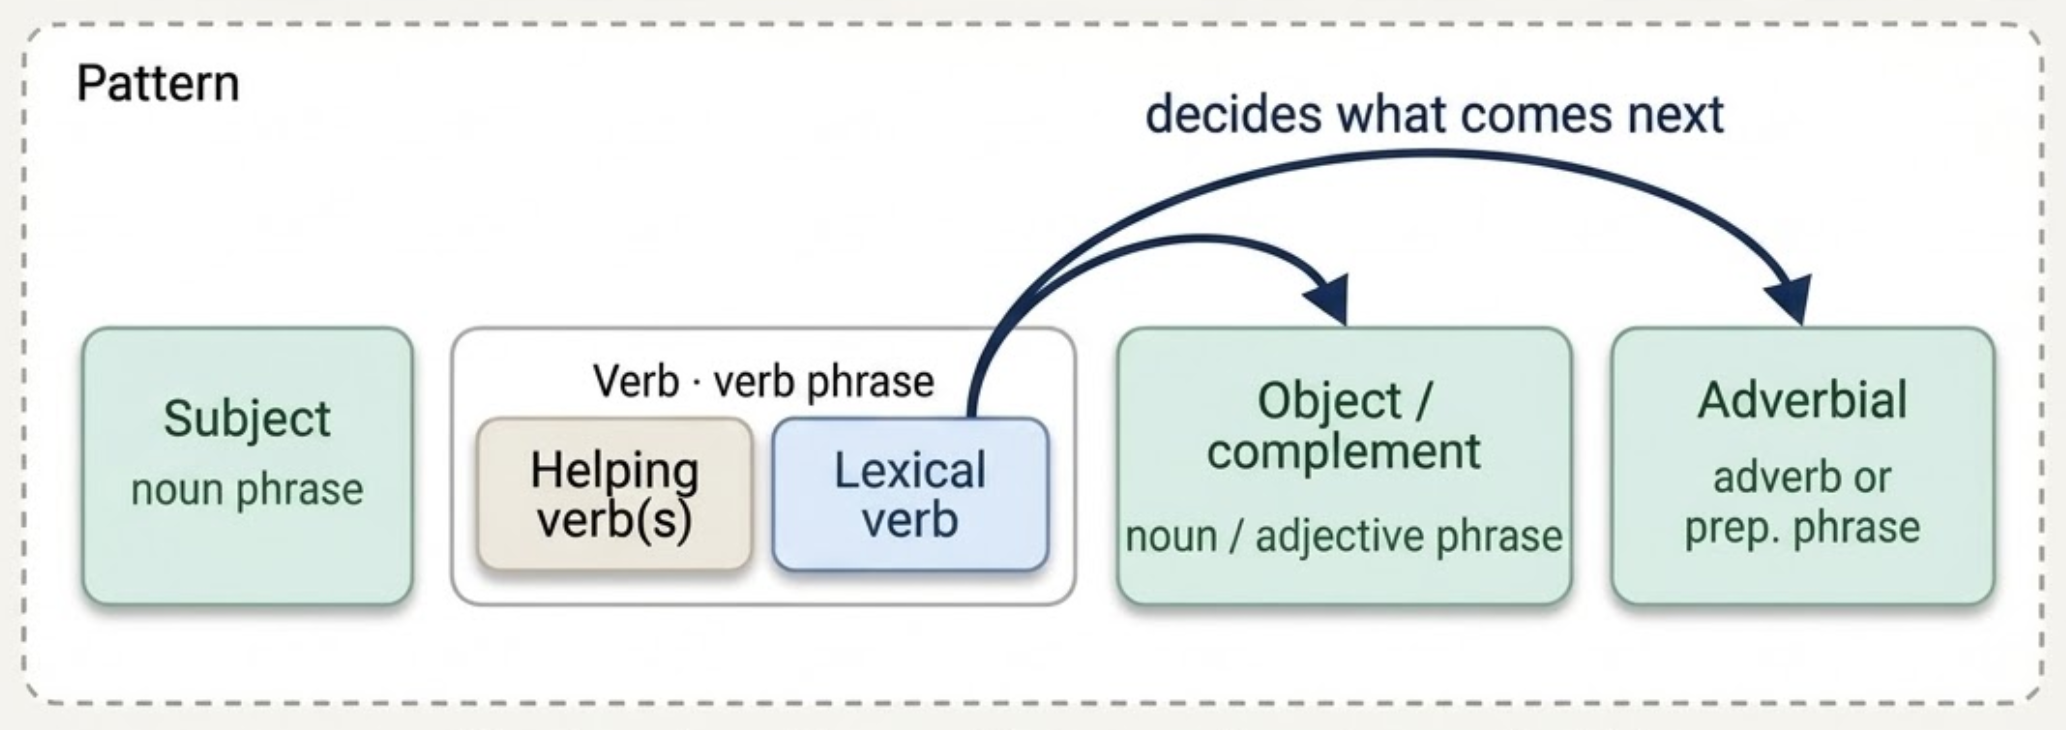 Pattern
decides what comes next
Subject
noun phrase
Verb · verb phrase
Helping
verb(s)
Lexical
verb
Object /
complement
noun / adjective phrase
Adverbial
adverb or
prep. phrase